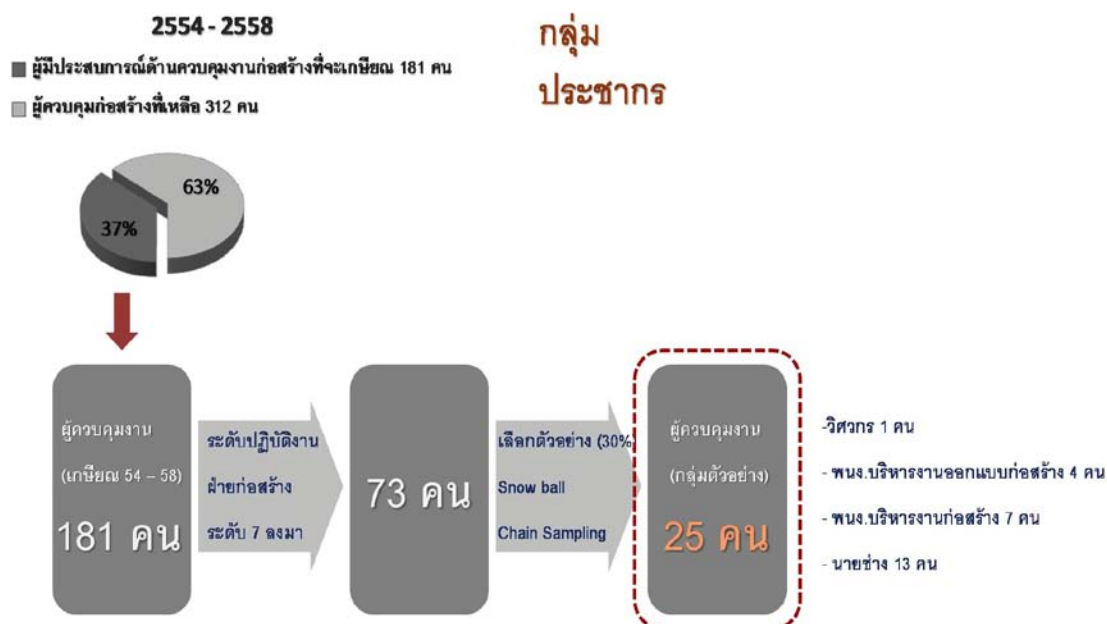 2554 - 2558
ผู้มีประสบการณ์ด้านควบคุมงานก่อสร้างที่จะเกษียณ 181 คน
ผู้ควบคุมก่อสร้างที่เหลือ 312 คน
กลุ่ม
ประชากร
63%
37%
ผู้ควบคุมงาน
(เกษียณ 54 – 58)
181 คน
ระดับปฏิบัติงาน
ฝ่ายก่อสร้าง
ระดับ 7 ลงมา
73 คน
เลือกตัวอย่าง (30%)
Snow ball
Chain Sampling
ผู้ควบคุมงาน
(กลุ่มตัวอย่าง)
25 คน
-วิศวกร 1 คน
- พนง.บริหารงานออกแบบก่อสร้าง 4 คน
- พนง.บริหารงานก่อสร้าง 7 คน
- นายช่าง 13 คน